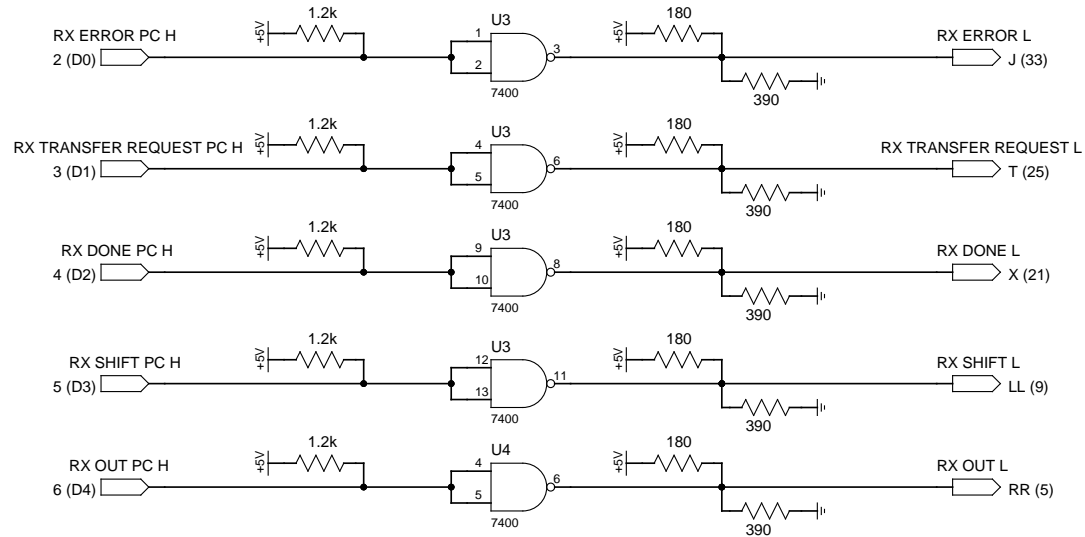 1.2k
U3
180
+5V
+5V
RX ERROR PC H
RX ERROR L
1
3
2 (D0)
2
J (33)
7400
390
1.2k
U3
180
+5V
+5V
RX TRANSFER REQUEST PC H
RX TRANSFER REQUEST L
4
6
3 (D1)
5
T (25)
7400
390
1.2k
U3
180
+5V
+5V
RX DONE PC H
RX DONE L
9
8
4 (D2)
10
X (21)
7400
390
1.2k
U3
180
+5V
+5V
RX SHIFT PC H
RX SHIFT L
12
11
5 (D3)
13
LL (9)
7400
390
1.2k
U4
180
+5V
+5V
RX OUT PC H
RX OUT L
4
6
6 (D4)
5
RR (5)
7400
390